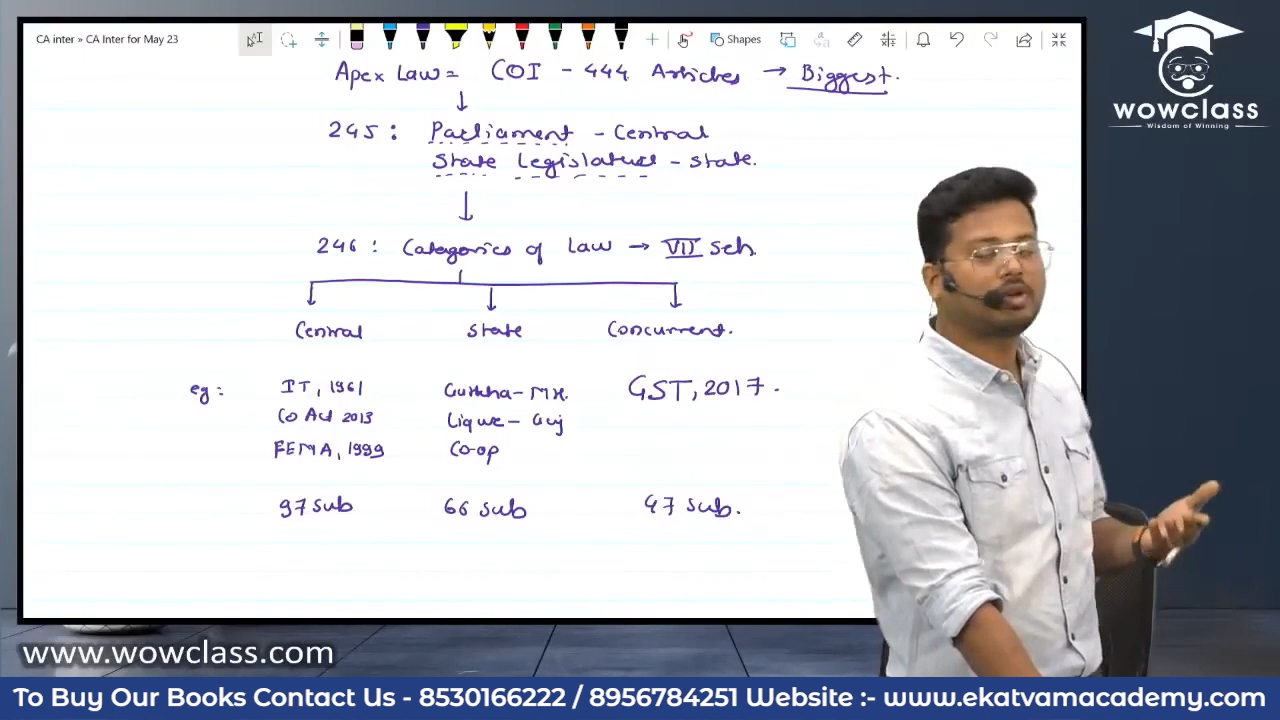 CA inter » CA Inter for May 23
Shapes
Apex Law = COI - 444 Articles → Biggest.
245 : Parliament - Central
State Legislature - State.
246 : Categories of Law → VII Sch.
Central State Concurrent.
eg : IT, 1961 Gutkha - MH. GST, 2017.
Co Act 2013 Liquor - Guj
FEMA, 1999 Co-op
97 Sub 66 Sub 47 Sub.
wowclass
Wisdom of Winning
www.wowclass.com
To Buy Our Books Contact Us - 8530166222 / 8956784251 Website :- www.ekatvamacademy.com